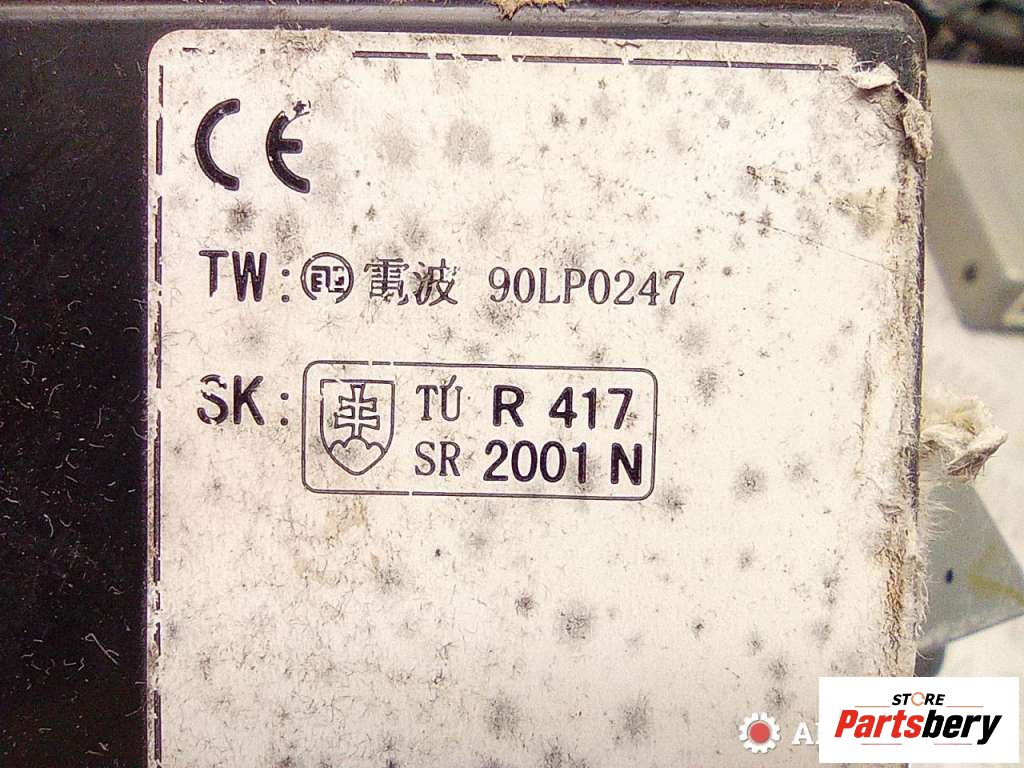 CE
TW: 電波 90LP0247
SK: TÚ R 417
SR 2001 N
STORE
Partsbery